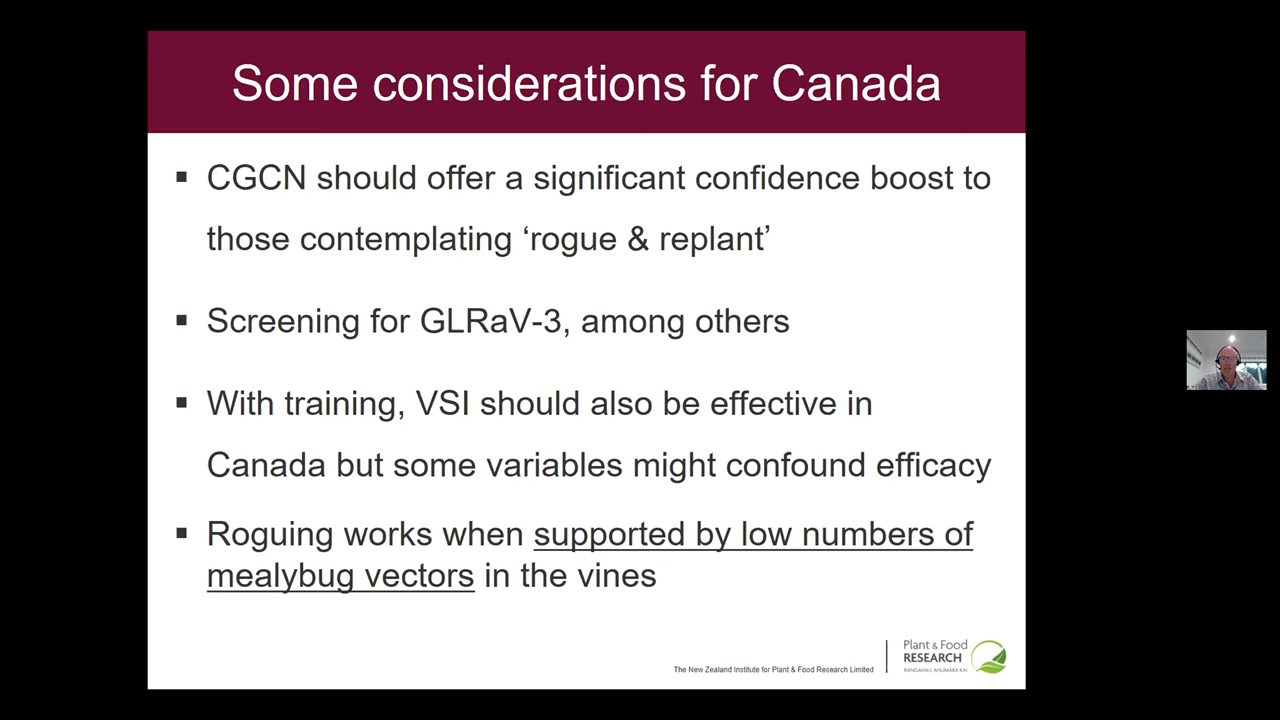 Some considerations for Canada
▪ CGCN should offer a significant confidence boost to
those contemplating ‘rogue & replant’
▪ Screening for GLRaV-3, among others
▪ With training, VSI should also be effective in
Canada but some variables might confound efficacy
▪ Roguing works when supported by low numbers of
mealybug vectors in the vines
The New Zealand Institute for Plant & Food Research Limited
Plant & Food
RESEARCH
RANGAHAU AHUMĀRA KAI